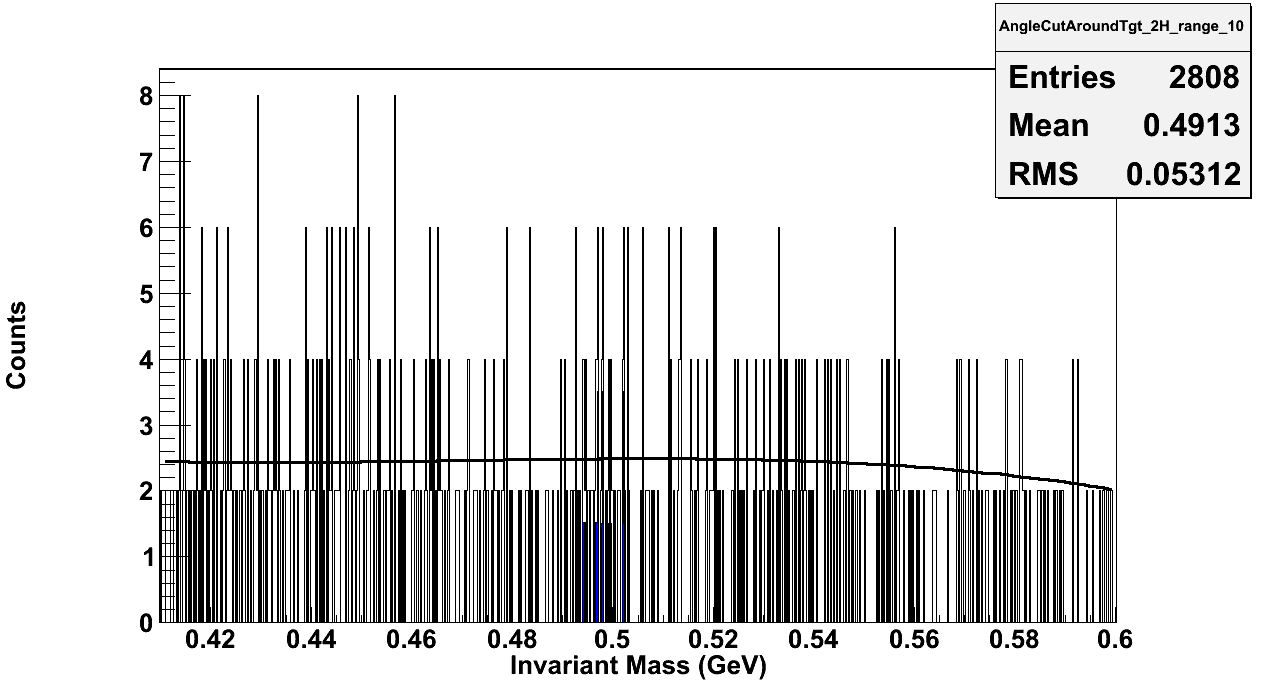 AngleCutAroundTgt_2H_range_10
Entries 2808
Mean 0.4913
RMS 0.05312
Counts
8
7
6
5
4
3
2
1
0
0.42 0.44 0.46 0.48 0.5 0.52 0.54 0.56 0.58 0.6
Invariant Mass (GeV)